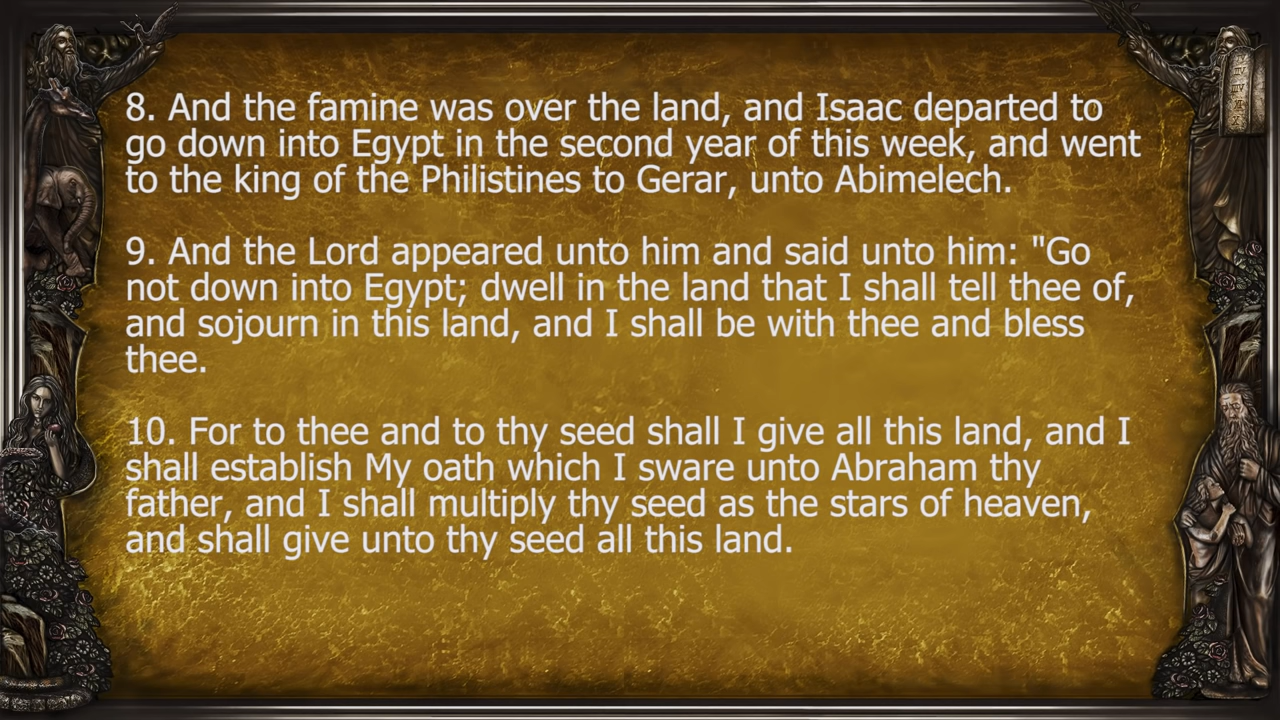 8. And the famine was over the land, and Isaac departed to
go down into Egypt in the second year of this week, and went
to the king of the Philistines to Gerar, unto Abimelech.
9. And the Lord appeared unto him and said unto him: "Go
not down into Egypt; dwell in the land that I shall tell thee of,
and sojourn in this land, and I shall be with thee and bless
thee.
10. For to thee and to thy seed shall I give all this land, and I
shall establish My oath which I sware unto Abraham thy
father, and I shall multiply thy seed as the stars of heaven,
and shall give unto thy seed all this land.